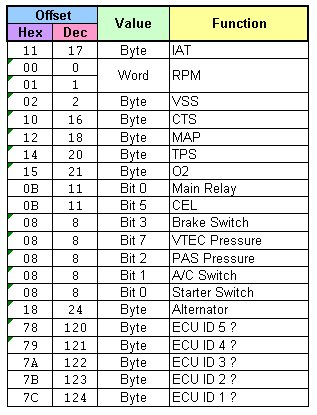 Offset Value Function
Hex Dec
11 17 Byte IAT
00 0 Word RPM
01 1
02 2 Byte VSS
10 16 Byte CTS
12 18 Byte MAP
14 20 Byte TPS
15 21 Byte O2
0B 11 Bit 0 Main Relay
0B 11 Bit 5 CEL
08 8 Bit 3 Brake Switch
08 8 Bit 7 VTEC Pressure
08 8 Bit 2 PAS Pressure
08 8 Bit 1 A/C Switch
08 8 Bit 0 Starter Switch
18 24 Byte Alternator
78 120 Byte ECU ID 5 ?
79 121 Byte ECU ID 4 ?
7A 122 Byte ECU ID 3 ?
7B 123 Byte ECU ID 2 ?
7C 124 Byte ECU ID 1 ?